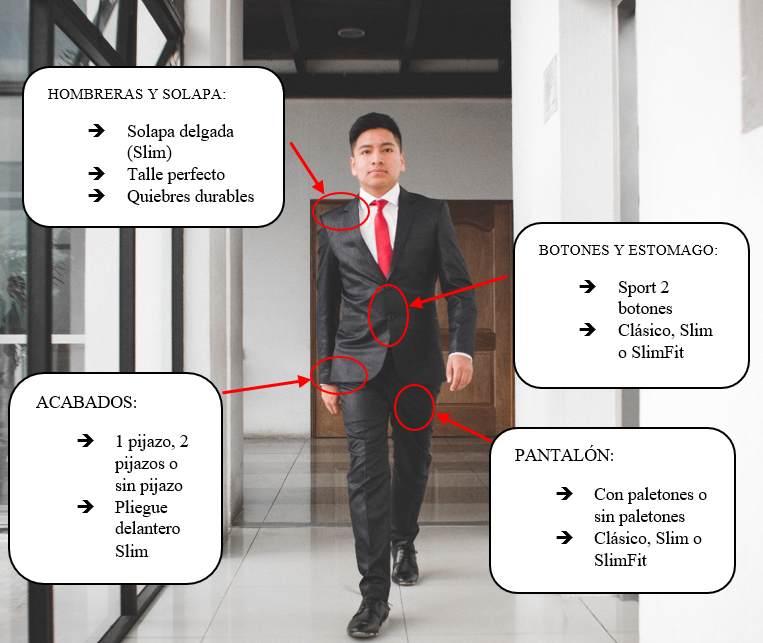 HOMBRERAS Y SOLAPA:
➔ Solapa delgada
(Slim)
➔ Talle perfecto
➔ Quiebres durables
BOTONES Y ESTOMAGO:
➔ Sport 2
botones
➔ Clásico, Slim
o SlimFit
ACABADOS:
➔ 1 pijazo, 2
pijazos o
sin pijazo
➔ Pliegue
delantero
Slim
PANTALÓN:
➔ Con paletones o
sin paletones
➔ Clásico, Slim o
SlimFit